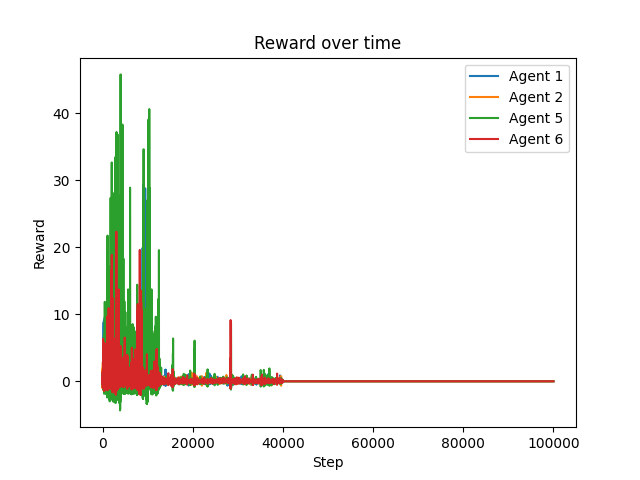 Reward over time
Agent 1
Agent 2
Agent 5
Agent 6
Reward
40
30
20
10
0
0 20000 40000 60000 80000 100000
Step